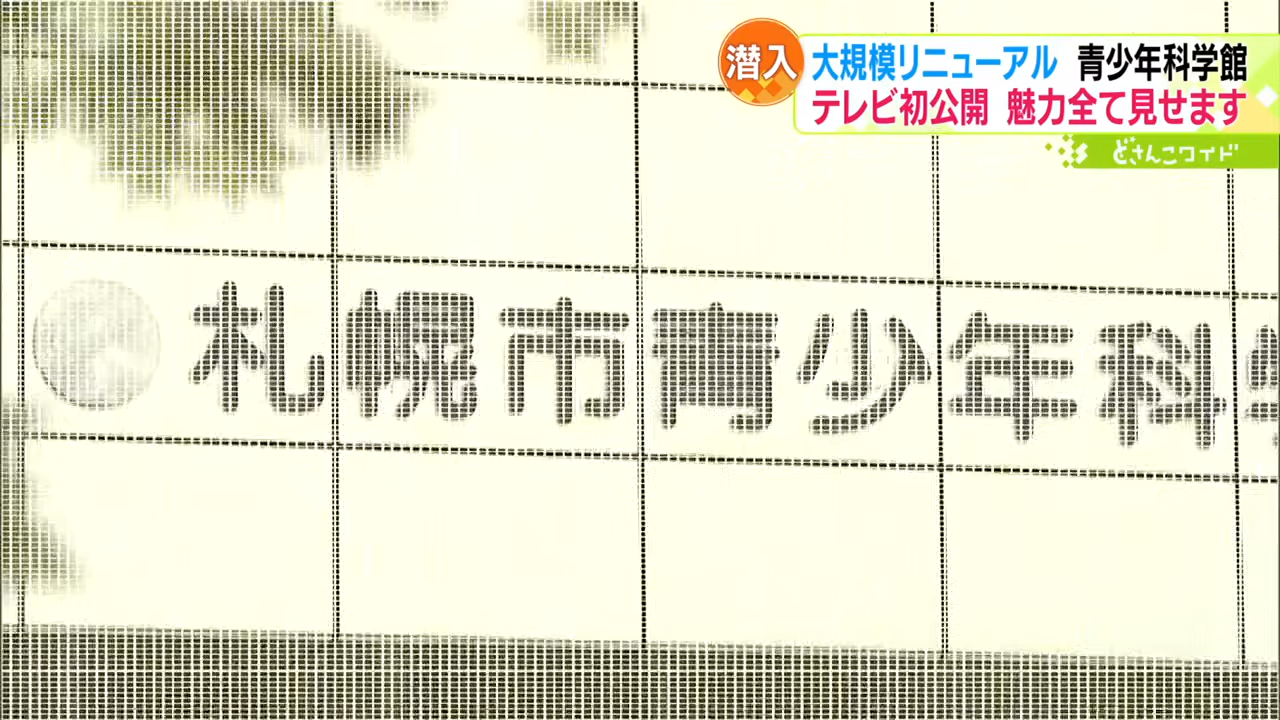 潜入
大規模リニューアル 青少年科学館
テレビ初公開 魅力全て見せます
どさんこワイド
札幌市青少年科